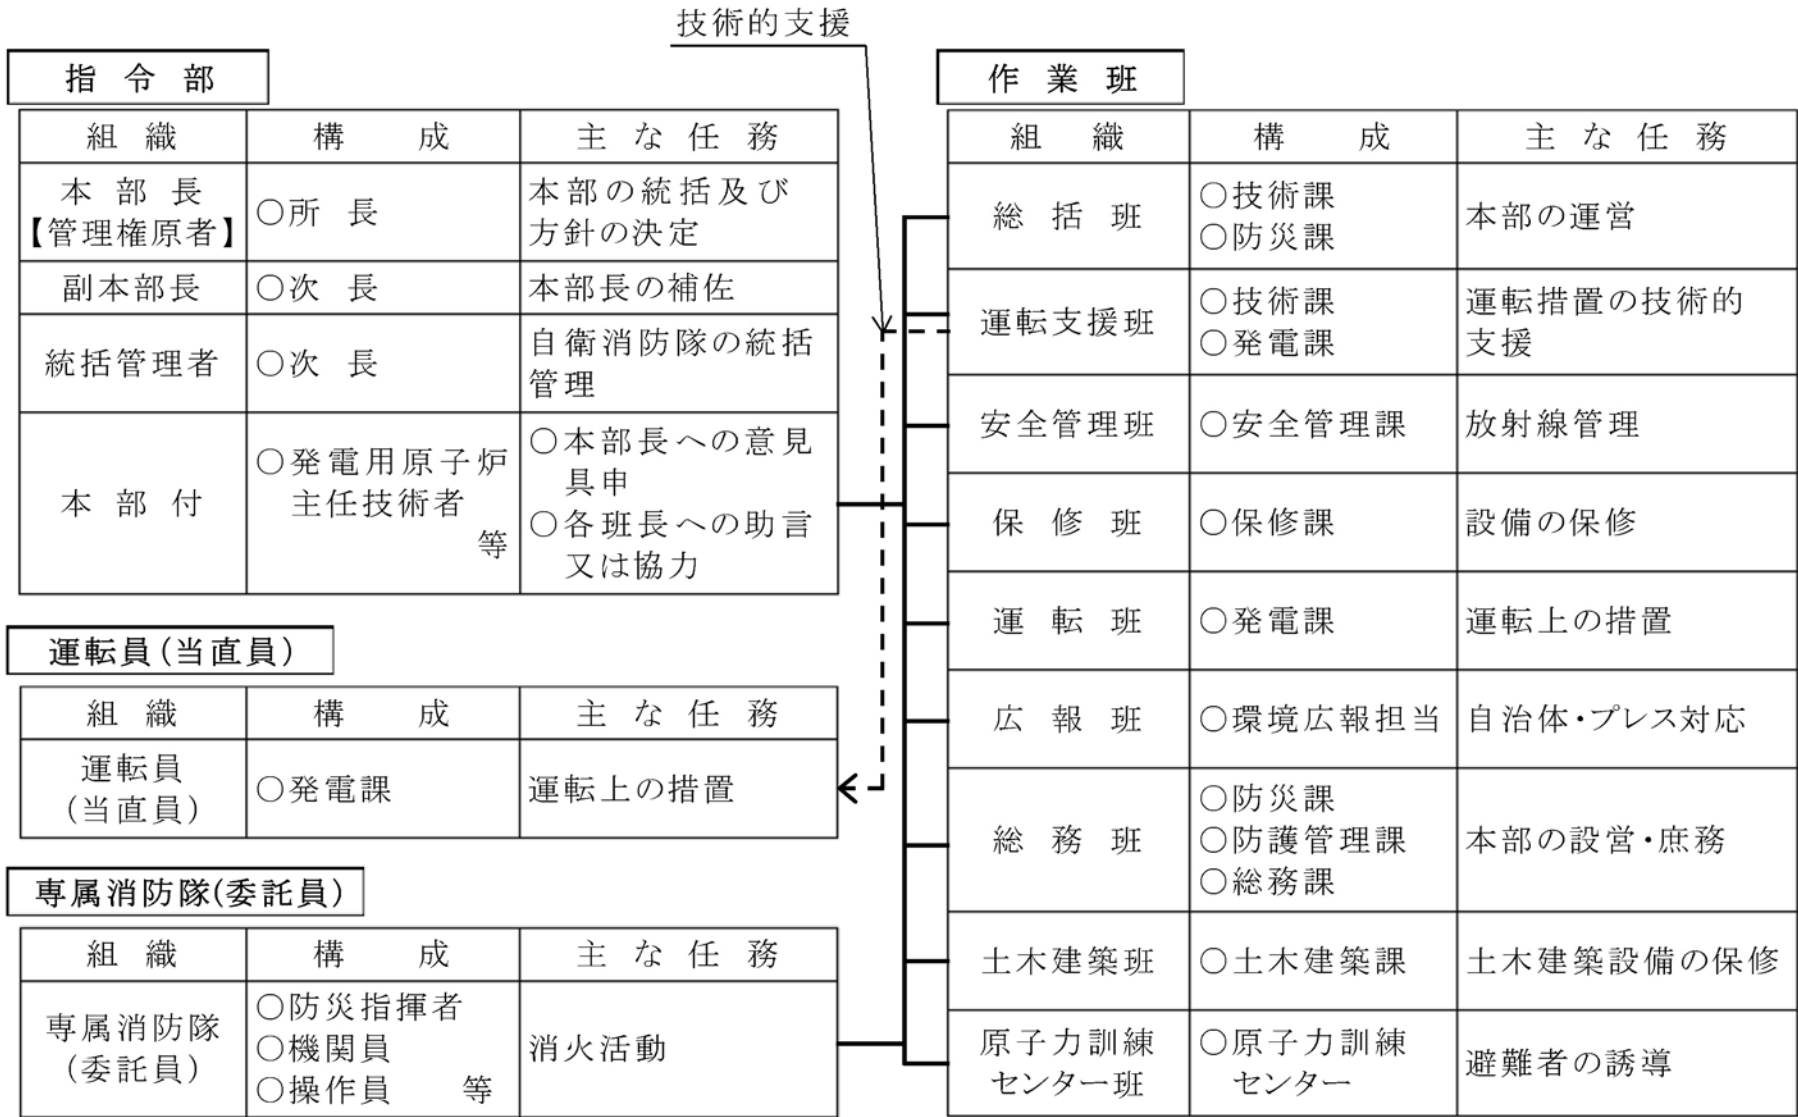 技術的支援
指令部
組織 構成 主な任務
本部長
【管理権原者】
○所長
本部の統括及び
方針の決定
副本部長 ○次長 本部長の補佐
統括管理者 ○次長
自衛消防隊の統括
管理
本部付
○発電用原子炉
主任技術者
等
○本部長への意見
具申
○各班長への助言
又は協力
運転員(当直員)
組織 構成 主な任務
運転員
(当直員)
○発電課 運転上の措置
専属消防隊(委託員)
組織 構成 主な任務
専属消防隊
(委託員)
○防災指揮者
○機関員
○操作員 等
消火活動
作業班
組織 構成 主な任務
総括班
○技術課
○防災課
本部の運営
運転支援班
○技術課
○発電課
運転措置の技術的
支援
安全管理班 ○安全管理課 放射線管理
保修班 ○保修課 設備の保修
運転班 ○発電課 運転上の措置
広報班 ○環境広報担当 自治体・プレス対応
総務班
○防災課
○防護管理課
○総務課
本部の設営・庶務
土木建築班 ○土木建築課 土木建築設備の保修
原子力訓練
センター班
○原子力訓練
センター
避難者の誘導